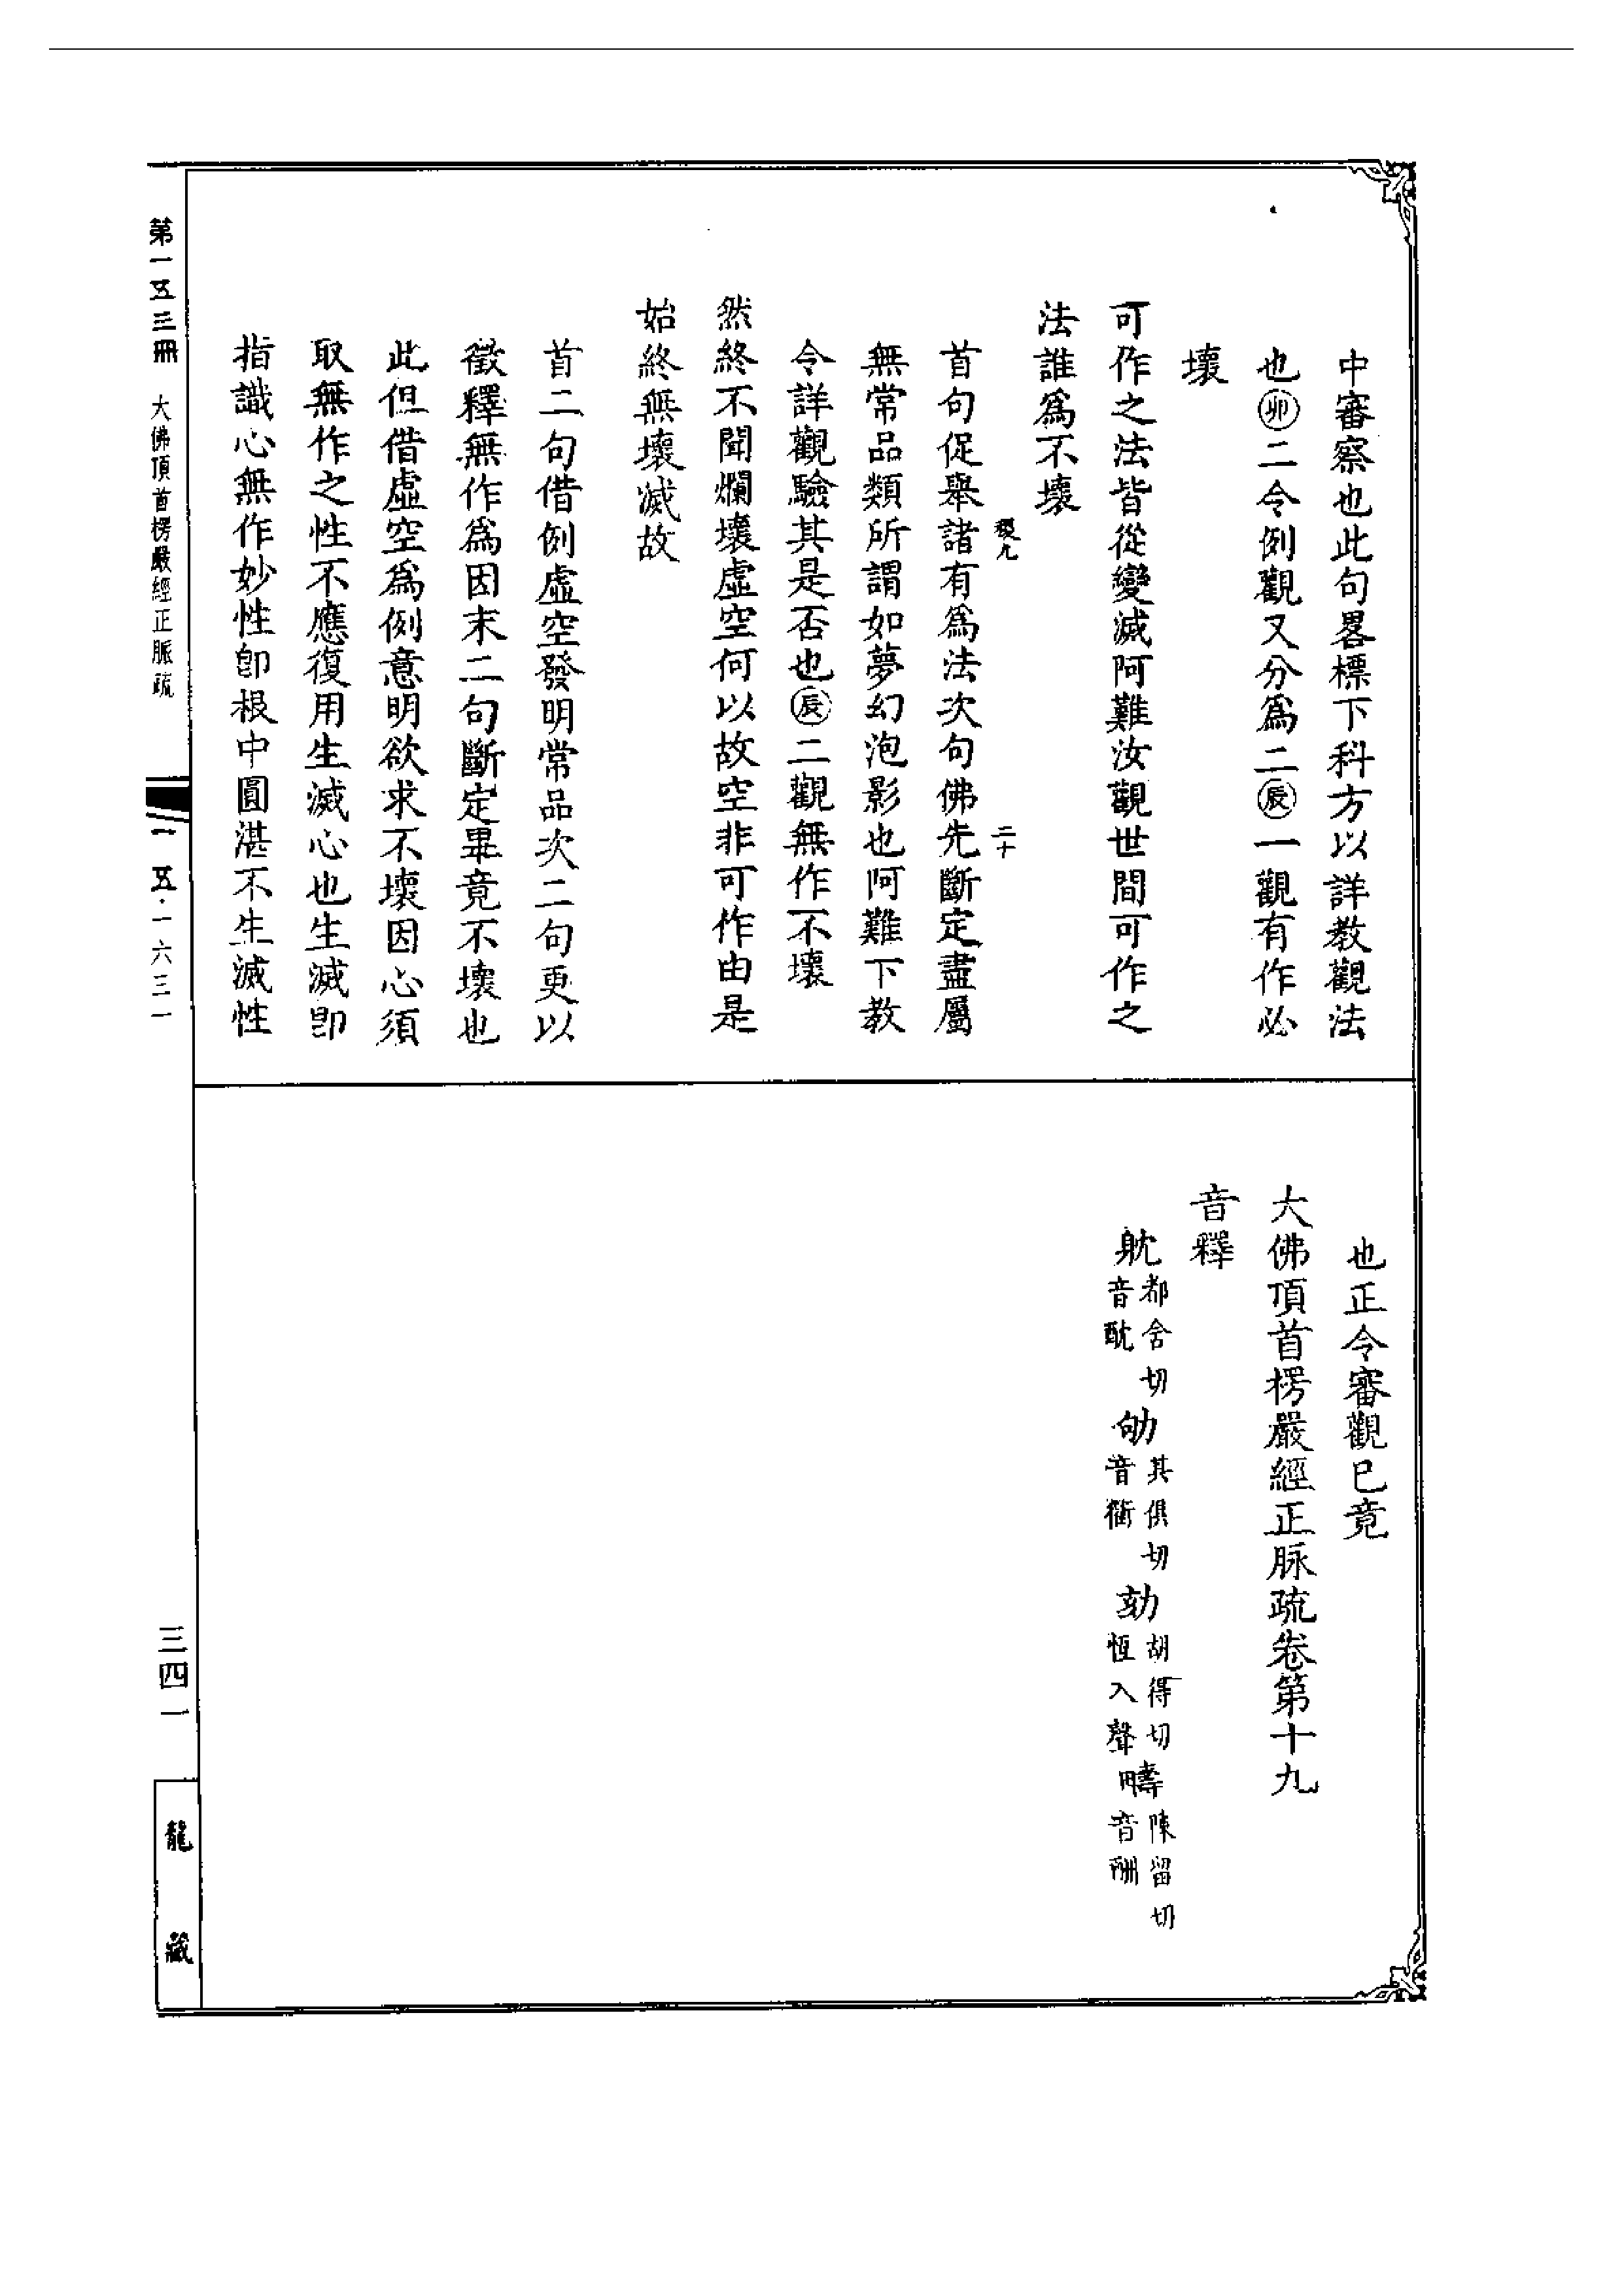 中審察也此句畧標下科方以詳教觀法
也卯二令例觀又分爲二辰一觀有作必
壞
可作之法皆從變滅阿難汝觀世間可作之
法誰爲不壞
稷九
二十
首句促舉諸有爲法次句佛先斷定盡屬
無常品類所謂如夢幻泡影也阿難下教
令詳觀驗其是否也辰二觀無作不壞
然終不聞爛壞虛空何以故空非可作由是
始終無壞滅故
首二句借例虛空發明常品次二句更以
徵釋無作爲因末二句斷定畢竟不壞也
此但借虛空爲例意明欲求不壞因心須
取無作之性不應復用生滅心也生滅卽
指識心無作妙性卽根中圓湛不生滅性
也正令審觀已竟
大佛頂首楞嚴經正脉疏卷第十九
音釋
躭都含切音耽 劬其俱切音衢 劾胡得切恆入聲 疇陳留切音酬
第一五三冊 大佛頂首楞嚴經正脈疏
一五·一六三一
三四一
龍藏